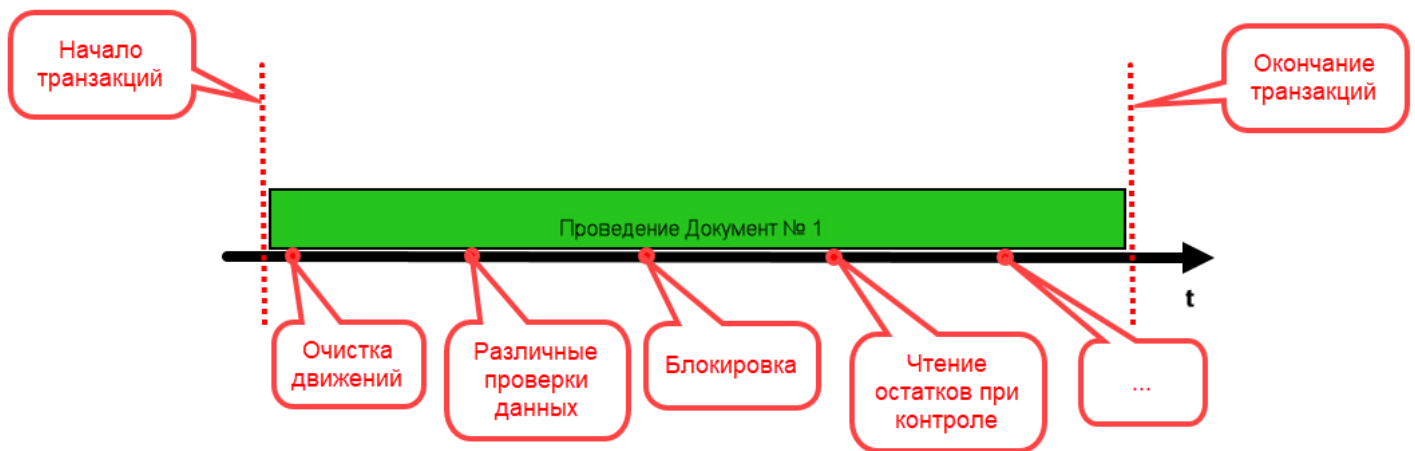 Начало
транзакций
Окончание
транзакций
Проведение Документ № 1
t
Очистка
движений
Различные
проверки
данных
Блокировка
Чтение
остатков при
контроле
...